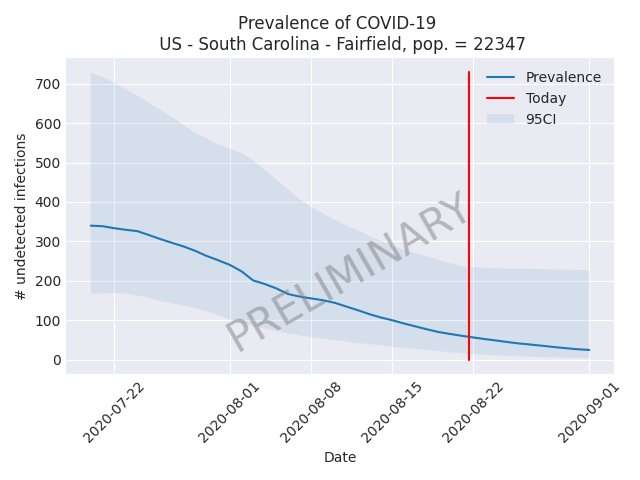 Prevalence of COVID-19
US - South Carolina - Fairfield, pop. = 22347
Prevalence
Today
95CI
700
600
500
400
300
200
100
0
# undetected infections
PRELIMINARY
2020-07-22
2020-08-01
2020-08-08
2020-08-15
2020-08-22
2020-09-01
Date